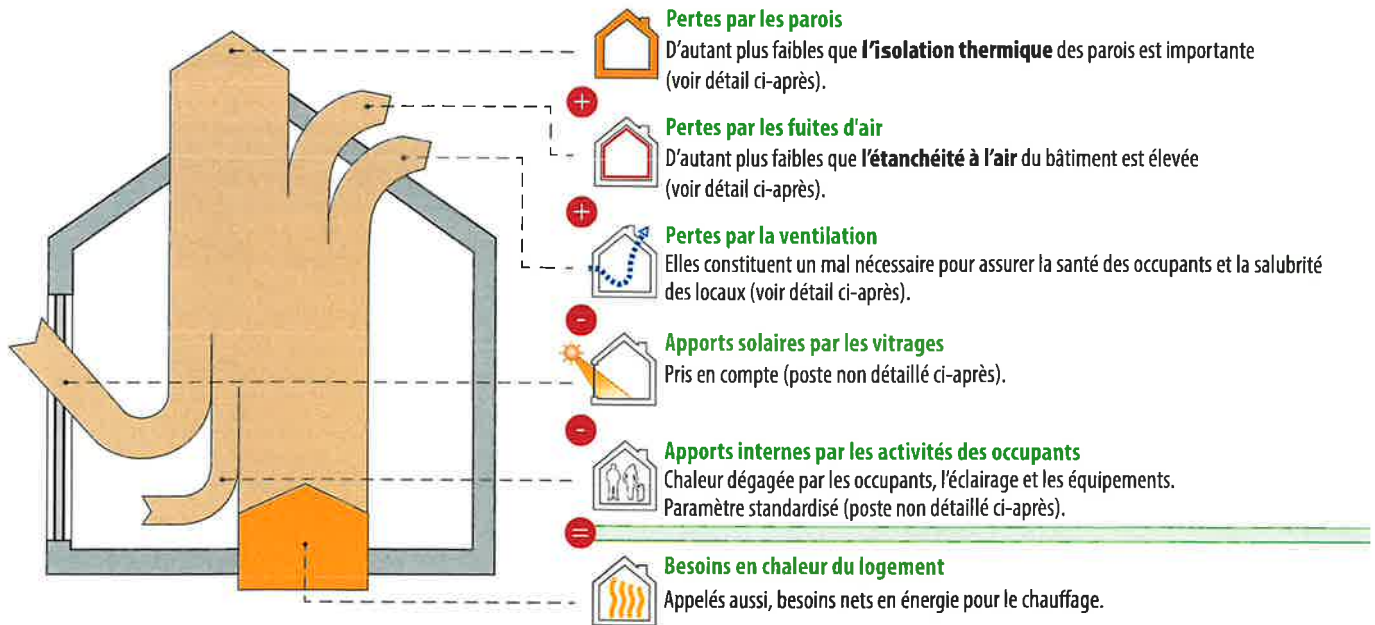 Pertes par les parois
D'autant plus faibles que l'isolation thermique des parois est importante
(voir détail ci-après).
+
Pertes par les fuites d'air
D'autant plus faibles que l'étanchéité à l'air du bâtiment est élevée
(voir détail ci-après).
+
Pertes par la ventilation
Elles constituent un mal nécessaire pour assurer la santé des occupants et la salubrité
des locaux (voir détail ci-après).
-
Apports solaires par les vitrages
Pris en compte (poste non détaillé ci-après).
-
Apports internes par les activités des occupants
Chaleur dégagée par les occupants, l'éclairage et les équipements.
Paramètre standardisé (poste non détaillé ci-après).
=
Besoins en chaleur du logement
Appelés aussi, besoins nets en énergie pour le chauffage.